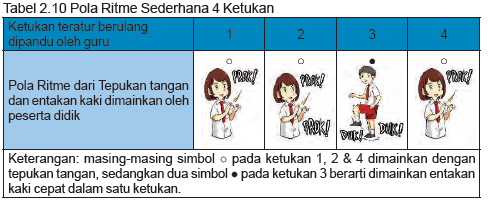 Tabel 2.10 Pola Ritme Sederhana 4 Ketukan
Ketukan teratur berulang
dipandu oleh guru
1 2 3 4
○ ○ ● ○
Pola Ritme dari Tepukan tangan
dan entakan kaki dimainkan oleh
peserta didik
PROK! PROK! PROK! DUK! DUK! PROK!
Keterangan: masing-masing simbol ○ pada ketukan 1, 2 & 4 dimainkan dengan
tepukan tangan, sedangkan dua simbol ● pada ketukan 3 berarti dimainkan entakan
kaki cepat dalam satu ketukan.